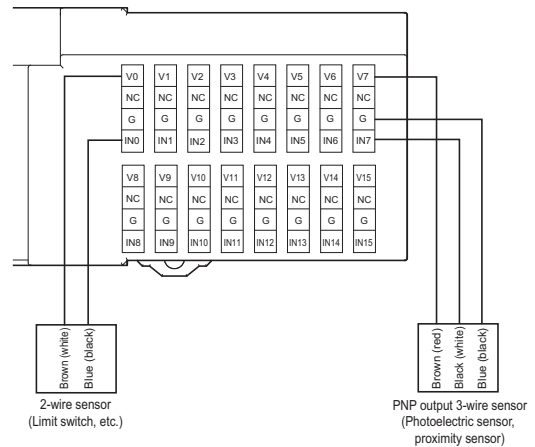 V0 V1 V2 V3 V4 V5 V6 V7
NC NC NC NC NC NC NC NC
G G G G G G G G
IN0 IN1 IN2 IN3 IN4 IN5 IN6 IN7
V8 V9 V10 V11 V12 V13 V14 V15
NC NC NC NC NC NC NC NC
G G G G G G G G
IN8 IN9 IN10 IN11 IN12 IN13 IN14 IN15
Brown (white)
Blue (black)
2-wire sensor
(Limit switch, etc.)
Brown (red)
Black (white)
Blue (black)
PNP output 3-wire sensor
(Photoelectric sensor,
proximity sensor)